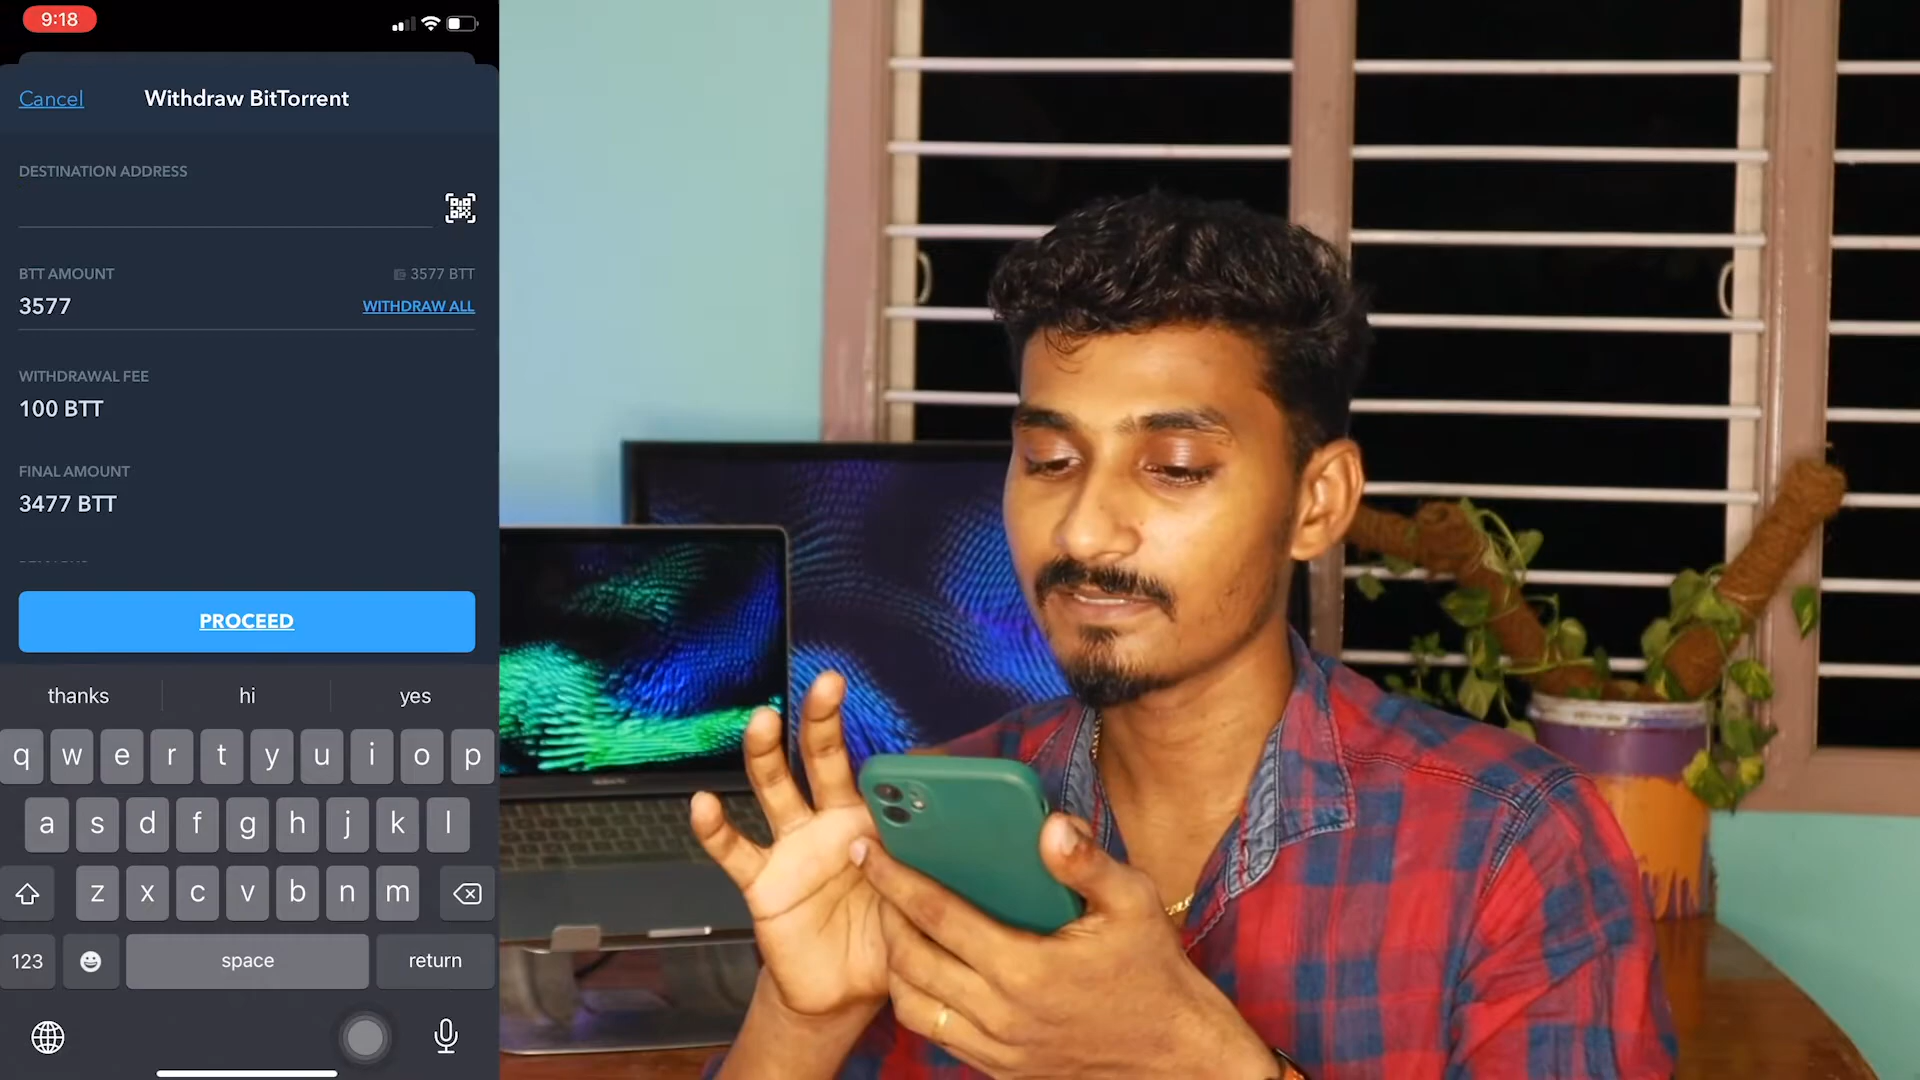 9:18
Cancel
Withdraw BitTorrent
DESTINATION ADDRESS
BTT AMOUNT
3577 BTT
3577
WITHDRAW ALL
WITHDRAWAL FEE
100 BTT
FINAL AMOUNT
3477 BTT
PROCEED
thanks hi yes
q w e r t y u i o p
a s d f g h j k l
z x c v b n m
123 space return